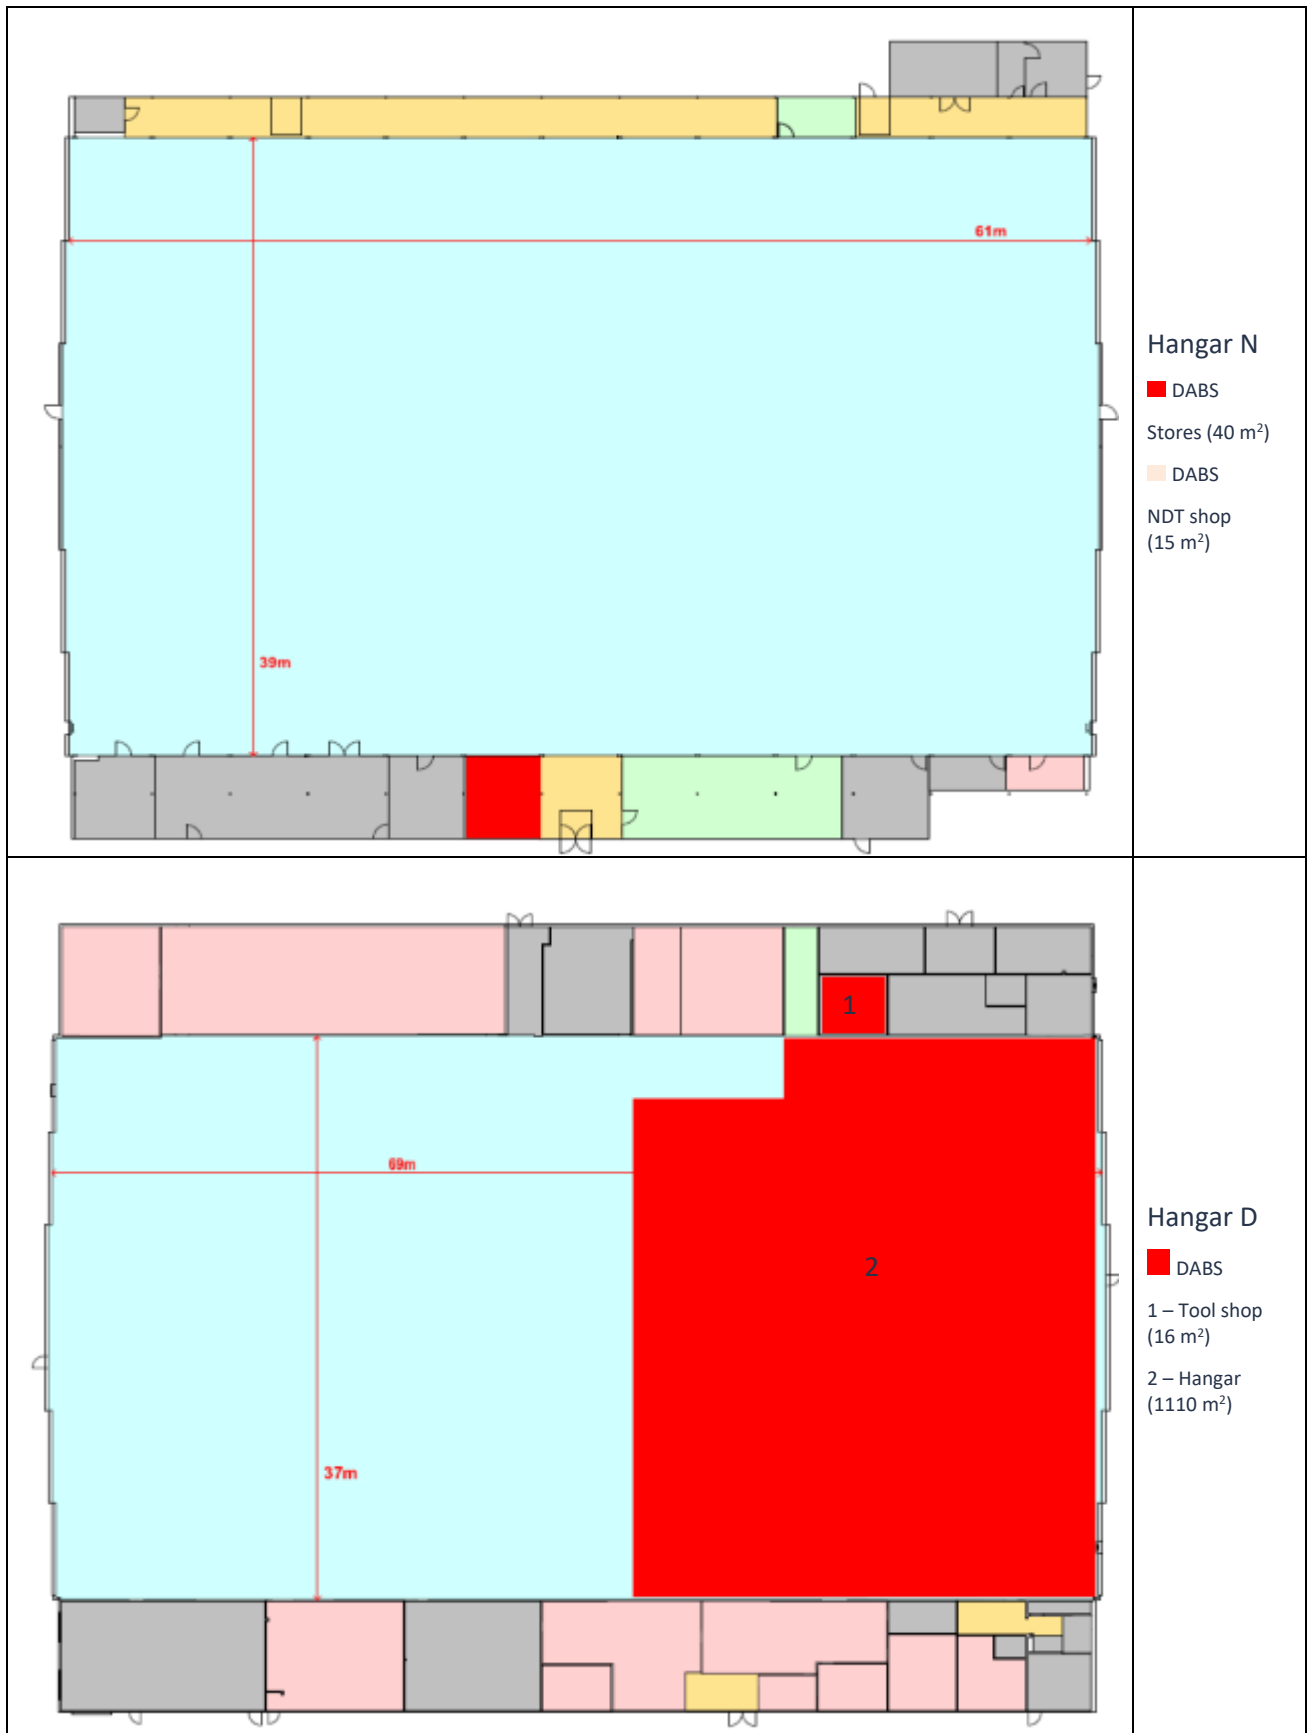 61m
39m
Hangar N
DABS
Stores (40 m²)
DABS
NDT shop
(15 m²)
1
69m
2
37m
Hangar D
DABS
1 – Tool shop
(16 m²)
2 – Hangar
(1110 m²)